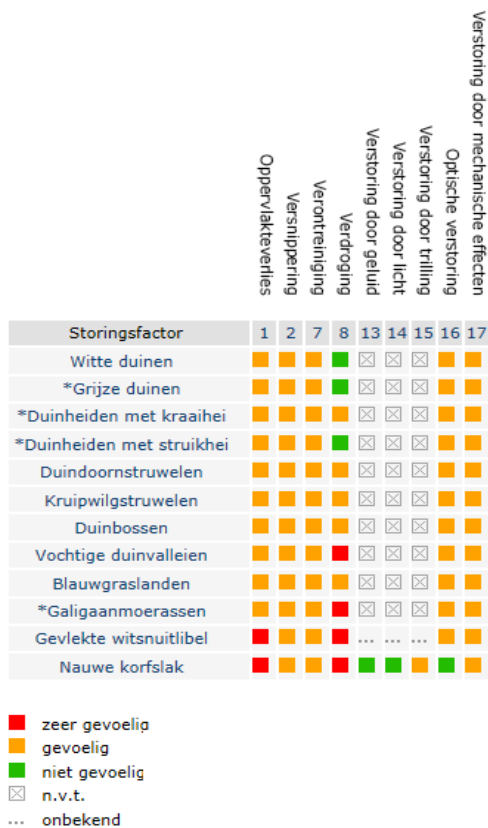 Oppervlakteverlies
Versnippering
Verontreiniging
Verdroging
Verstoring door geluid
Verstoring door licht
Verstoring door trilling
Optische verstoring
Verstoring door mechanische effecten
Storingsfactor 1 2 7 8 13 14 15 16 17
Witte duinen
*Grijze duinen
*Duinheiden met kraaihei
*Duinheiden met struikhei
Duindoornstruwelen
Kruipwilgstruwelen
Duinbossen
Vochtige duinvalleien
Blauwgraslanden
*Galigaanmoerassen
Gevlekte witsnuitlibel ... ... ...
Nauwe korfslak
zeer gevoelig
gevoelig
niet gevoelig
n.v.t.
... onbekend